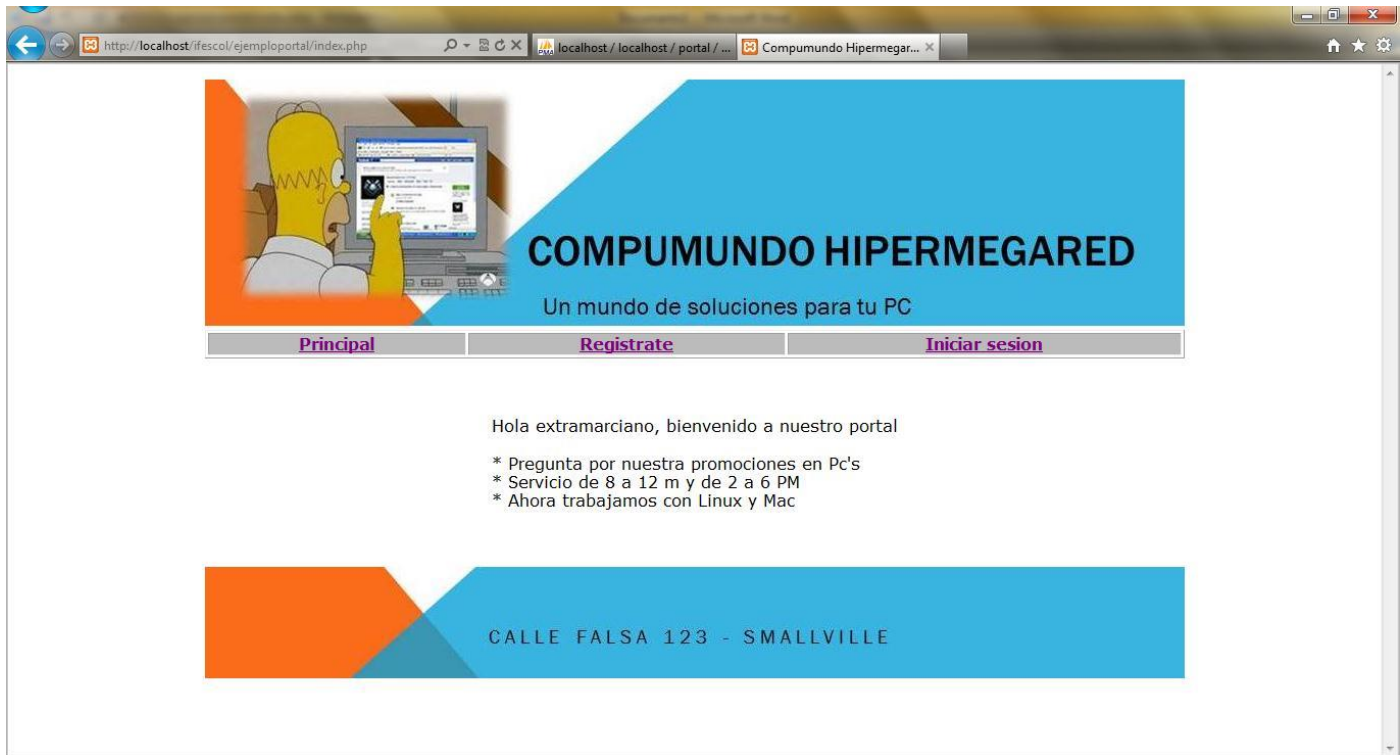 http://localhost/ifescol/ejemploportal/index.php
localhost / localhost / portal / ...
Compumundo Hipermegar...
COMPUMUNDO HIPERMEGARED
Un mundo de soluciones para tu PC
Principal
Registrate
Iniciar sesion
Hola extramarciano, bienvenido a nuestro portal
* Pregunta por nuestra promociones en Pc's
* Servicio de 8 a 12 m y de 2 a 6 PM
* Ahora trabajamos con Linux y Mac
CALLE FALSA 123 - SMALLVILLE